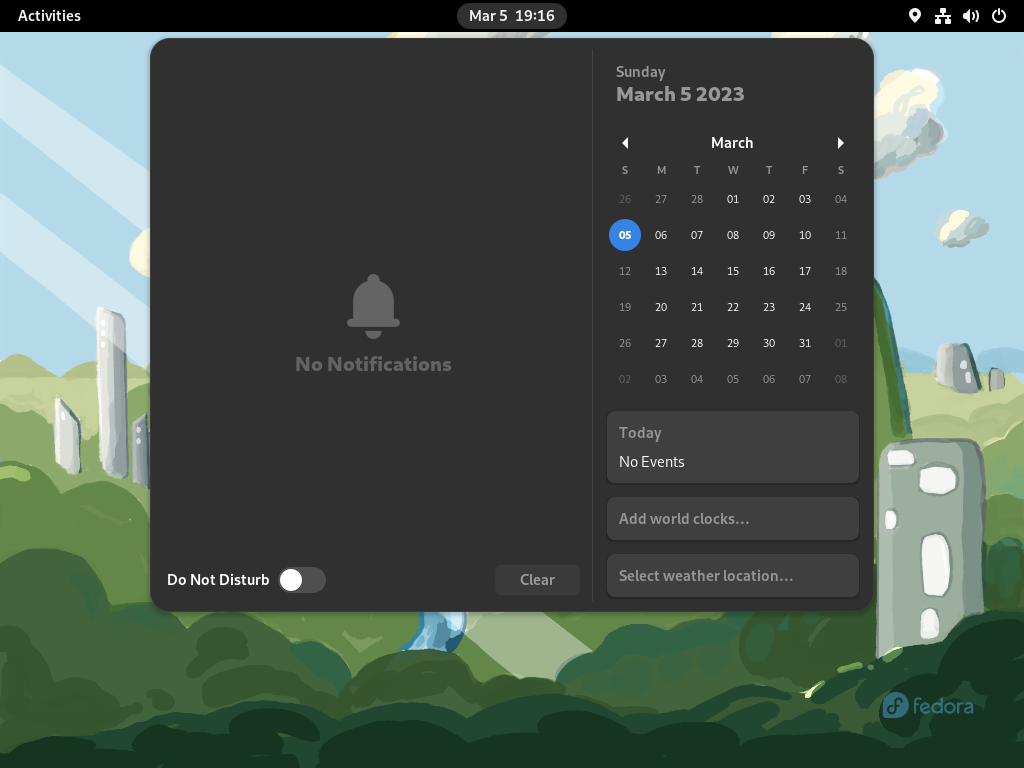 Activities
Mar 5 19:16
No Notifications
Do Not Disturb
Clear
Sunday
March 5 2023
March
S M T W T F S
26 27 28 01 02 03 04
05 06 07 08 09 10 11
12 13 14 15 16 17 18
19 20 21 22 23 24 25
26 27 28 29 30 31 01
02 03 04 05 06 07 08
Today
No Events
Add world clocks…
Select weather location…
fedora